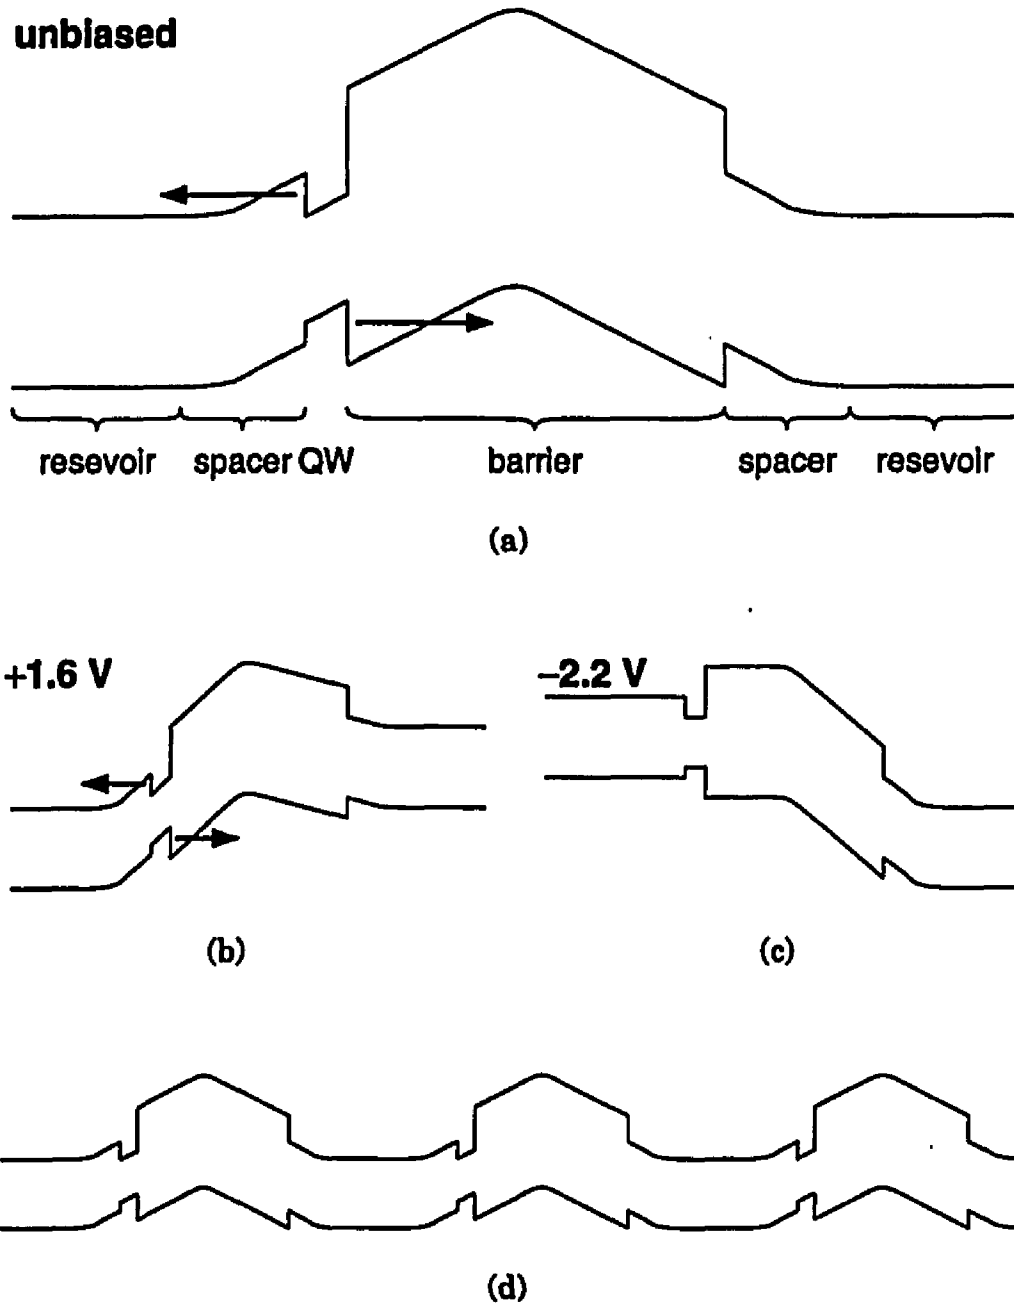 unbiased
resevoir spacer QW barrier spacer resevoir
(a)
+1.6 V
−2.2 V
(b)
(c)
(d)